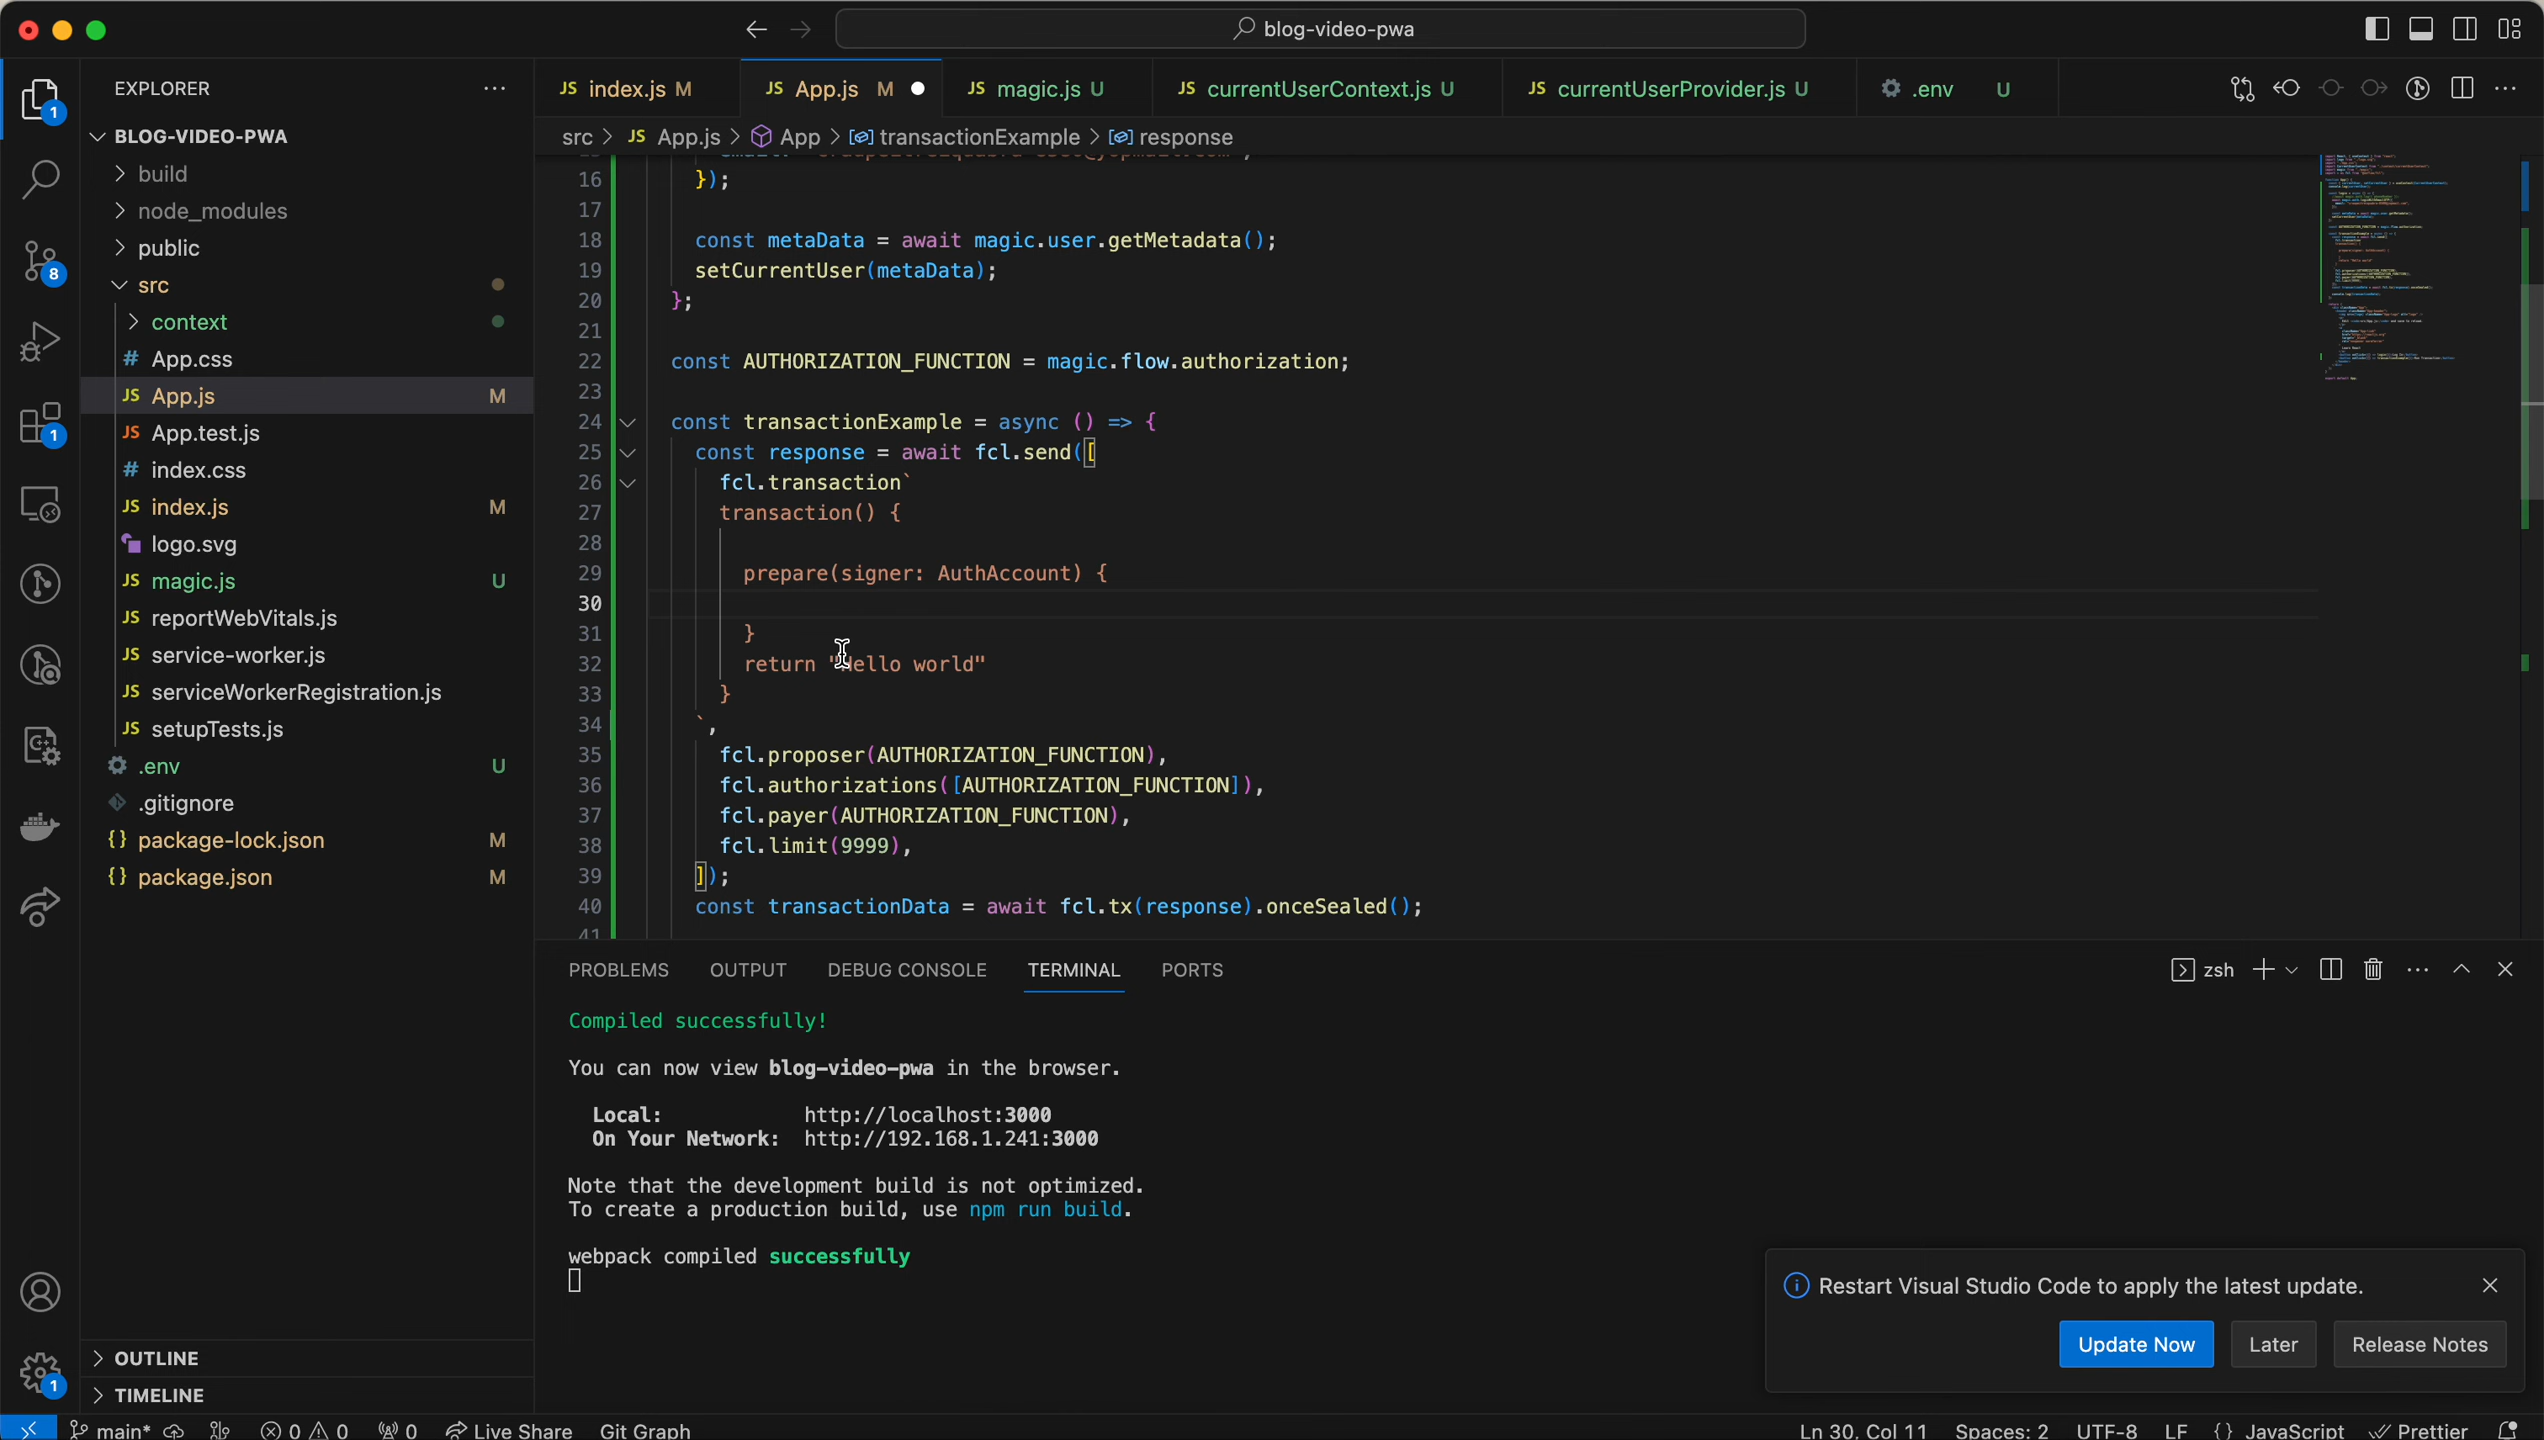 blog-video-pwa
EXPLORER
JS index.js M
JS App.js M
JS magic.js U
JS currentUserContext.js U
JS currentUserProvider.js U
.env U
1
BLOG-VIDEO-PWA
src > JS App.js > App > transactionExample > response
build
node_modules
public
8
src
context
# App.css
JS App.js M
1
JS App.test.js
# index.css
JS index.js M
logo.svg
JS magic.js U
JS reportWebVitals.js
JS service-worker.js
JS serviceWorkerRegistration.js
JS setupTests.js
.env U
.gitignore
{} package-lock.json M
{} package.json M
16 });
17
18 const metaData = await magic.user.getMetadata();
19 setCurrentUser(metaData);
20 };
21
22 const AUTHORIZATION_FUNCTION = magic.flow.authorization;
23
24 const transactionExample = async () => {
25 const response = await fcl.send([
26 fcl.transaction`
27 transaction() {
28
29 prepare(signer: AuthAccount) {
30
31 }
32 return "Hello world"
33 }
34 `,
35 fcl.proposer(AUTHORIZATION_FUNCTION),
36 fcl.authorizations([AUTHORIZATION_FUNCTION]),
37 fcl.payer(AUTHORIZATION_FUNCTION),
38 fcl.limit(9999),
39 ]);
40 const transactionData = await fcl.tx(response).onceSealed();
41
PROBLEMS OUTPUT DEBUG CONSOLE TERMINAL PORTS
zsh
Compiled successfully!
You can now view blog-video-pwa in the browser.
Local: http://localhost:3000
On Your Network: http://192.168.1.241:3000
Note that the development build is not optimized.
To create a production build, use npm run build.
webpack compiled successfully
Restart Visual Studio Code to apply the latest update.
Update Now Later Release Notes
OUTLINE
1
TIMELINE
main* 0 0 0 Live Share Git Graph
Ln 30, Col 11 Spaces: 2 UTF-8 LF {} JavaScript Prettier